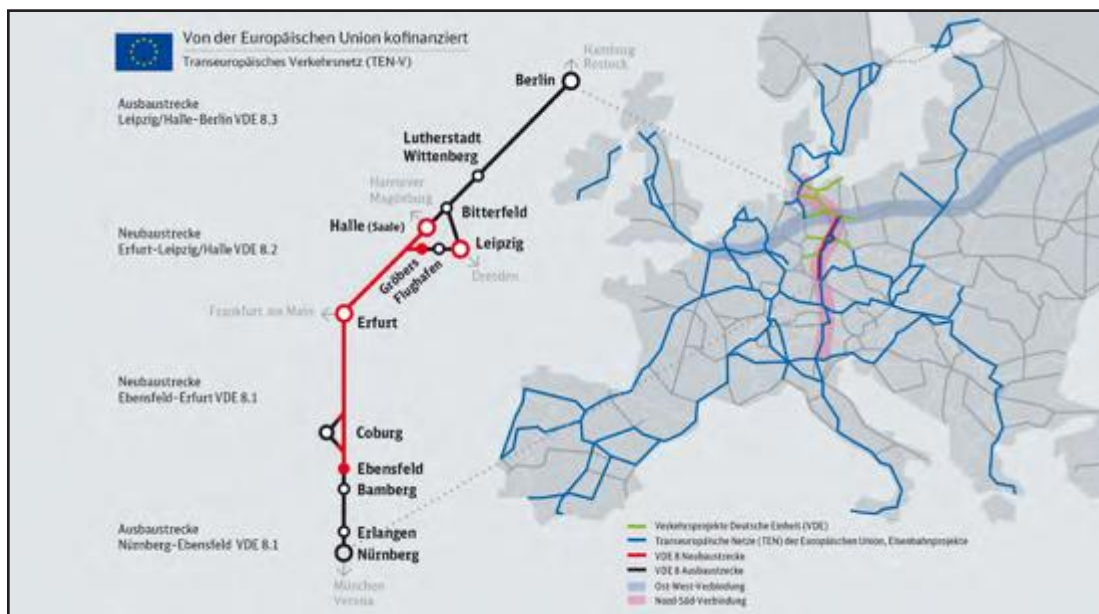 Von der Europäischen Union kofinanziert
Transeuropäisches Verkehrsnetz (TEN-V)
Hamburg
Rostock
Berlin
Ausbaustrecke
Leipzig/Halle–Berlin VDE 8.3
Lutherstadt
Wittenberg
Hannover
Magdeburg
Bitterfeld
Halle (Saale)
Neubaustrecke
Erfurt–Leipzig/Halle VDE 8.2
Leipzig
Gröbers
Flughafen
Dresden
Frankfurt am Main
Erfurt
Neubaustrecke
Ebensfeld–Erfurt VDE 8.1
Coburg
Ebensfeld
Bamberg
Ausbaustrecke
Nürnberg–Ebensfeld VDE 8.1
Erlangen
Nürnberg
München
Verona
Verkehrsprojekte Deutsche Einheit (VDE)
Transeuropäische Netze (TEN) der Europäischen Union, Eisenbahnprojekte
VDE 8 Neubaustrecke
VDE 8 Ausbaustrecke
Ost-West-Verbindung
Nord-Süd-Verbindung